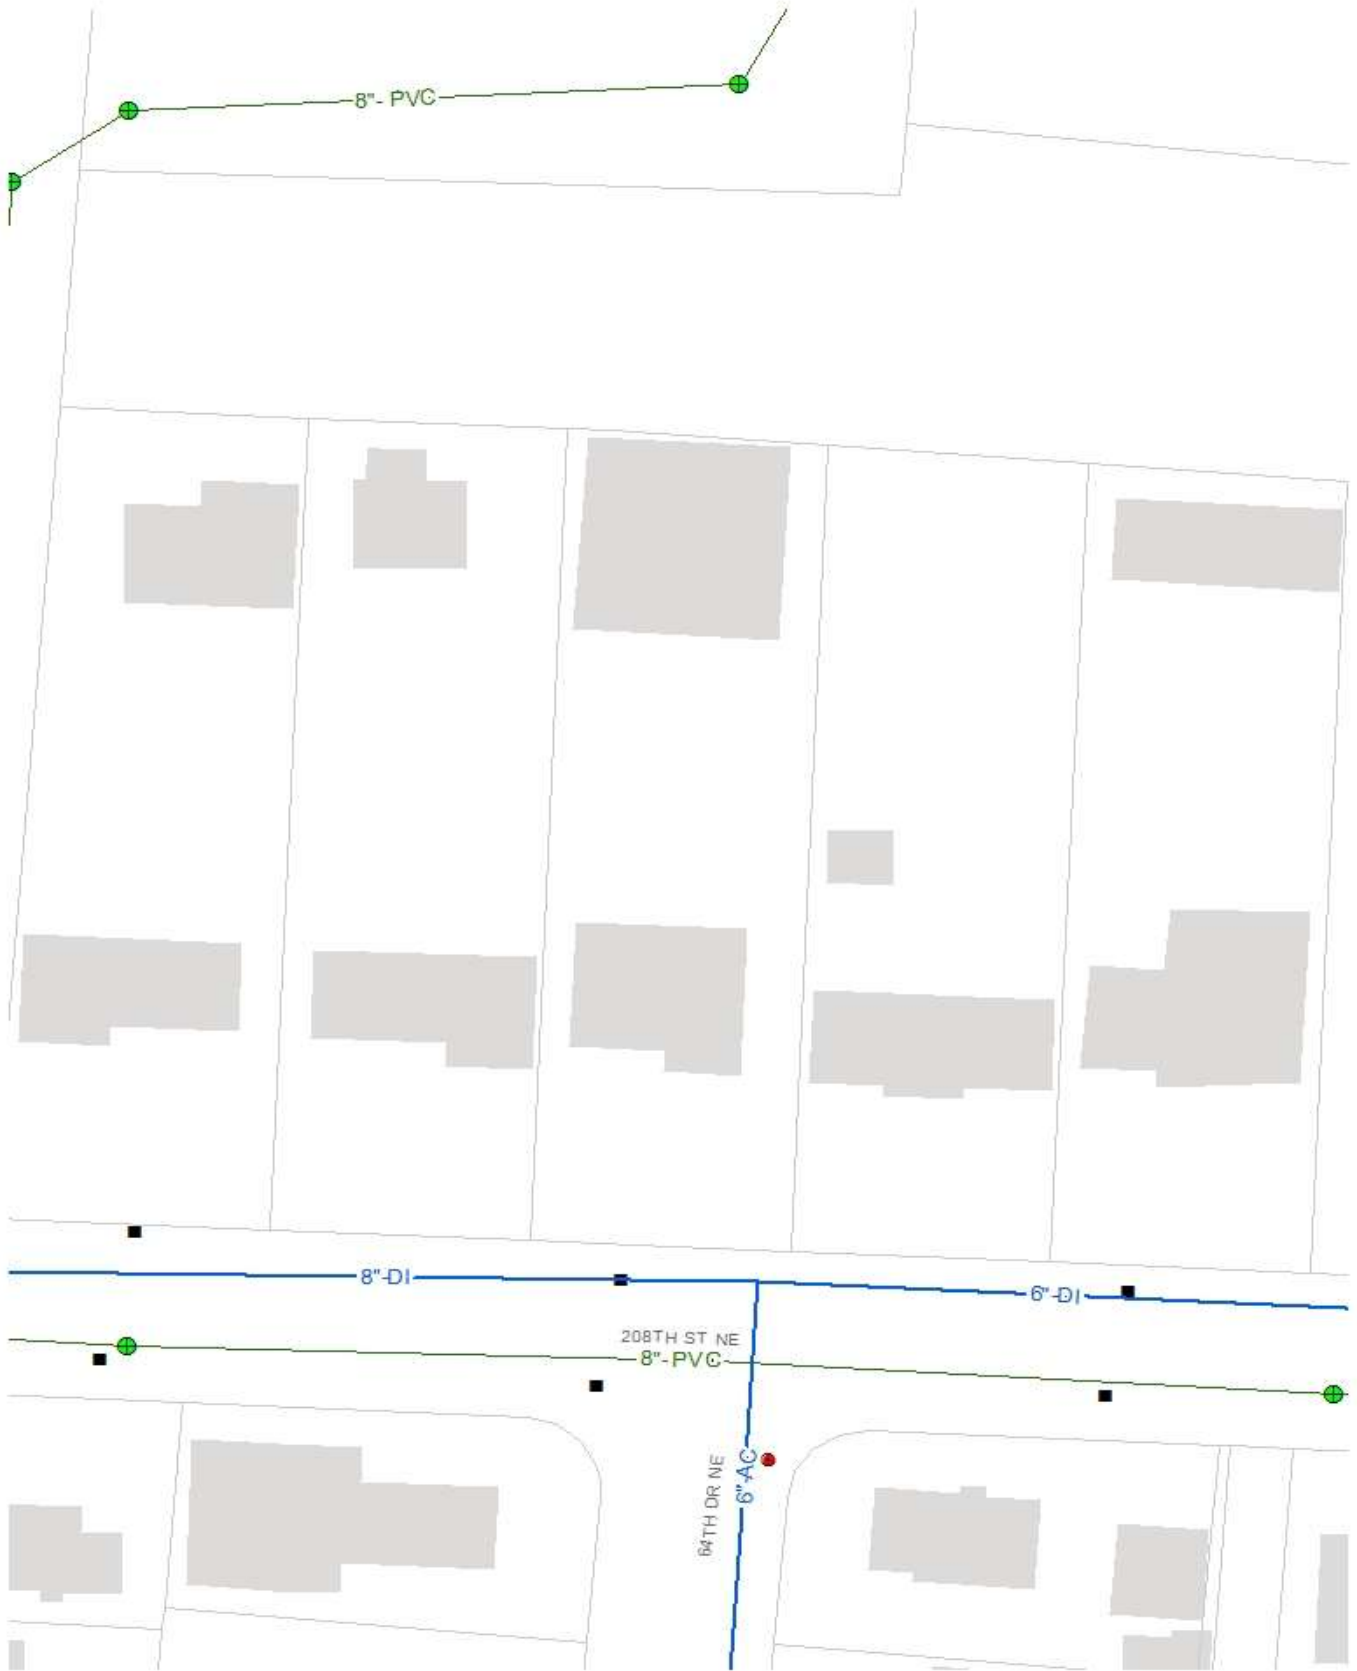 8"- PVC
8"-DI
6"-DI
208TH ST NE
8"-PVC
64TH DR NE
6"-AC